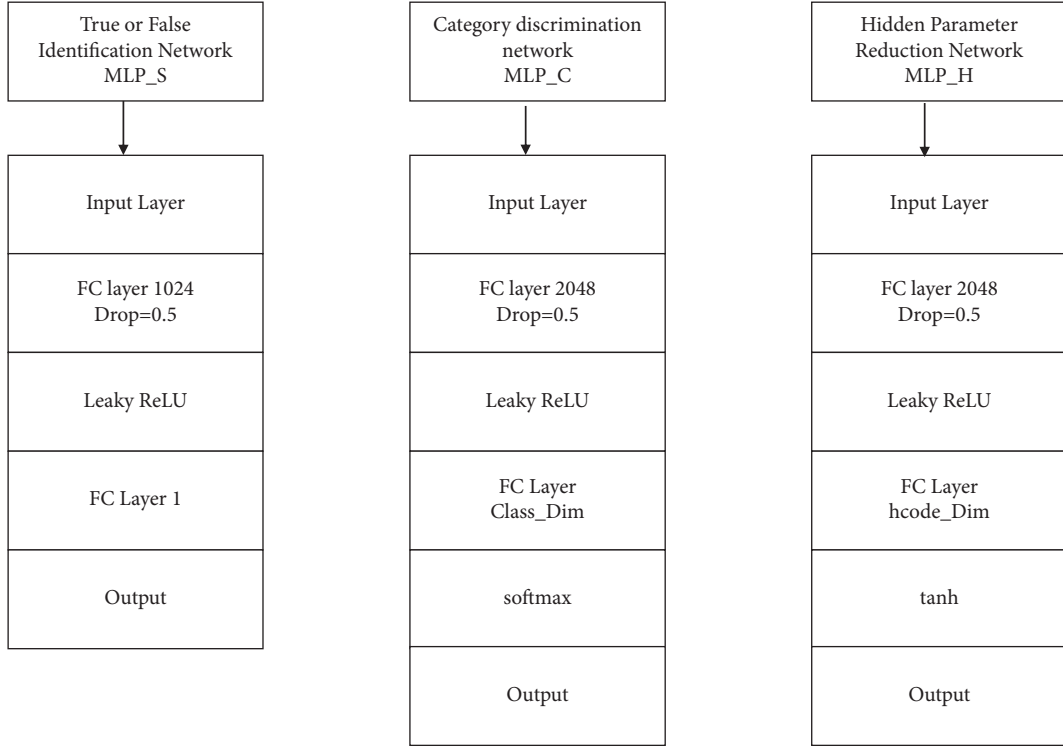 True or False
Identification Network
MLP_S
Input Layer
FC layer 1024
Drop=0.5
Leaky ReLU
FC Layer 1
Output
Category discrimination
network
MLP_C
Input Layer
FC layer 2048
Drop=0.5
Leaky ReLU
FC Layer
Class_Dim
softmax
Output
Hidden Parameter
Reduction Network
MLP_H
Input Layer
FC layer 2048
Drop=0.5
Leaky ReLU
FC Layer
hcode_Dim
tanh
Output